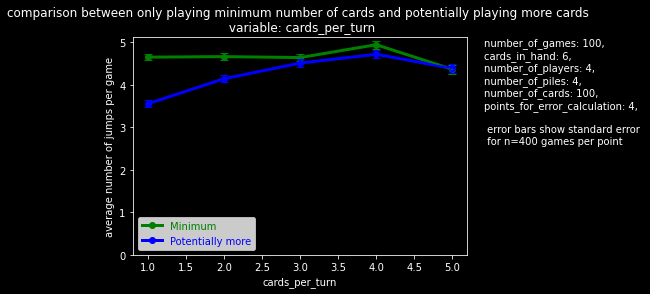 comparison between only playing minimum number of cards and potentially playing more cards
variable: cards_per_turn
5
4
3
2
1
0
average number of jumps per game
1.0 1.5 2.0 2.5 3.0 3.5 4.0 4.5 5.0
cards_per_turn
Minimum
Potentially more
number_of_games: 100,
cards_in_hand: 6,
number_of_players: 4,
number_of_piles: 4,
number_of_cards: 100,
points_for_error_calculation: 4,
error bars show standard error
for n=400 games per point